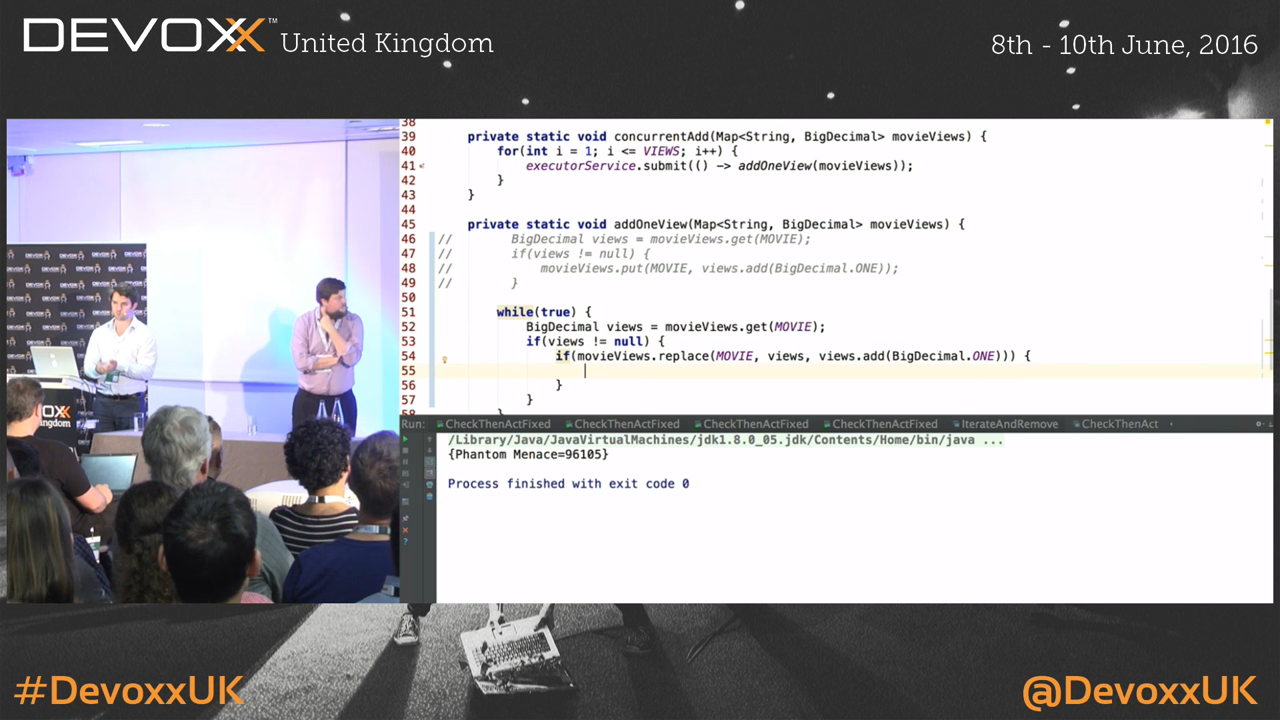 DEVOXX™ United Kingdom
8th - 10th June, 2016
38
39 private static void concurrentAdd(Map<String, BigDecimal> movieViews) {
40 for(int i = 1; i <= VIEWS; i++) {
41 executorService.submit(() -> addOneView(movieViews));
42 }
43 }
44
45 private static void addOneView(Map<String, BigDecimal> movieViews) {
46 // BigDecimal views = movieViews.get(MOVIE);
47 // if(views != null) {
48 // movieViews.put(MOVIE, views.add(BigDecimal.ONE));
49 // }
50
51 while(true) {
52 BigDecimal views = movieViews.get(MOVIE);
53 if(views != null) {
54 if(movieViews.replace(MOVIE, views, views.add(BigDecimal.ONE))) {
55
56 }
57 }
58 }
Run: CheckThenActFixed CheckThenActFixed CheckThenActFixed CheckThenActFixed IterateAndRemove CheckThenAct
/Library/Java/JavaVirtualMachines/jdk1.8.0_05.jdk/Contents/Home/bin/java ...
{Phantom Menace=96105}
Process finished with exit code 0
#DevoxxUK
@DevoxxUK